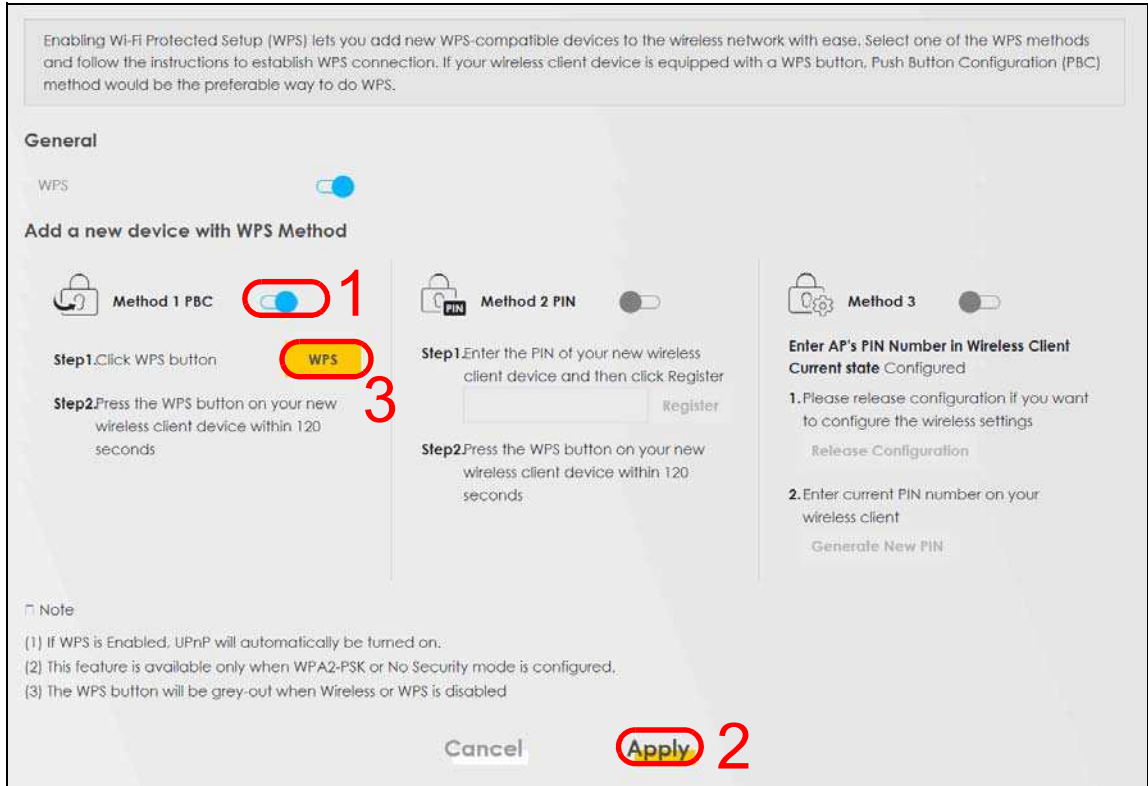 Enabling Wi-Fi Protected Setup (WPS) lets you add new WPS-compatible devices to the wireless network with ease. Select one of the WPS methods
and follow the instructions to establish WPS connection. If your wireless client device is equipped with a WPS button, Push Button Configuration (PBC)
method would be the preferable way to do WPS.
General
WPS
Add a new device with WPS Method
Method 1 PBC
1
Step1.Click WPS button
WPS
3
Step2.Press the WPS button on your new
wireless client device within 120
seconds
PIN
Method 2 PIN
Step1.Enter the PIN of your new wireless
client device and then click Register
Register
Step2.Press the WPS button on your new
wireless client device within 120
seconds
Method 3
Enter AP's PIN Number in Wireless Client
Current state Configured
1.Please release configuration if you want
to configure the wireless settings
Release Configuration
2.Enter current PIN number on your
wireless client
Generate New PIN
Note
(1) If WPS is Enabled, UPnP will automatically be turned on.
(2) This feature is available only when WPA2-PSK or No Security mode is configured.
(3) The WPS button will be grey-out when Wireless or WPS is disabled
Cancel
Apply
2